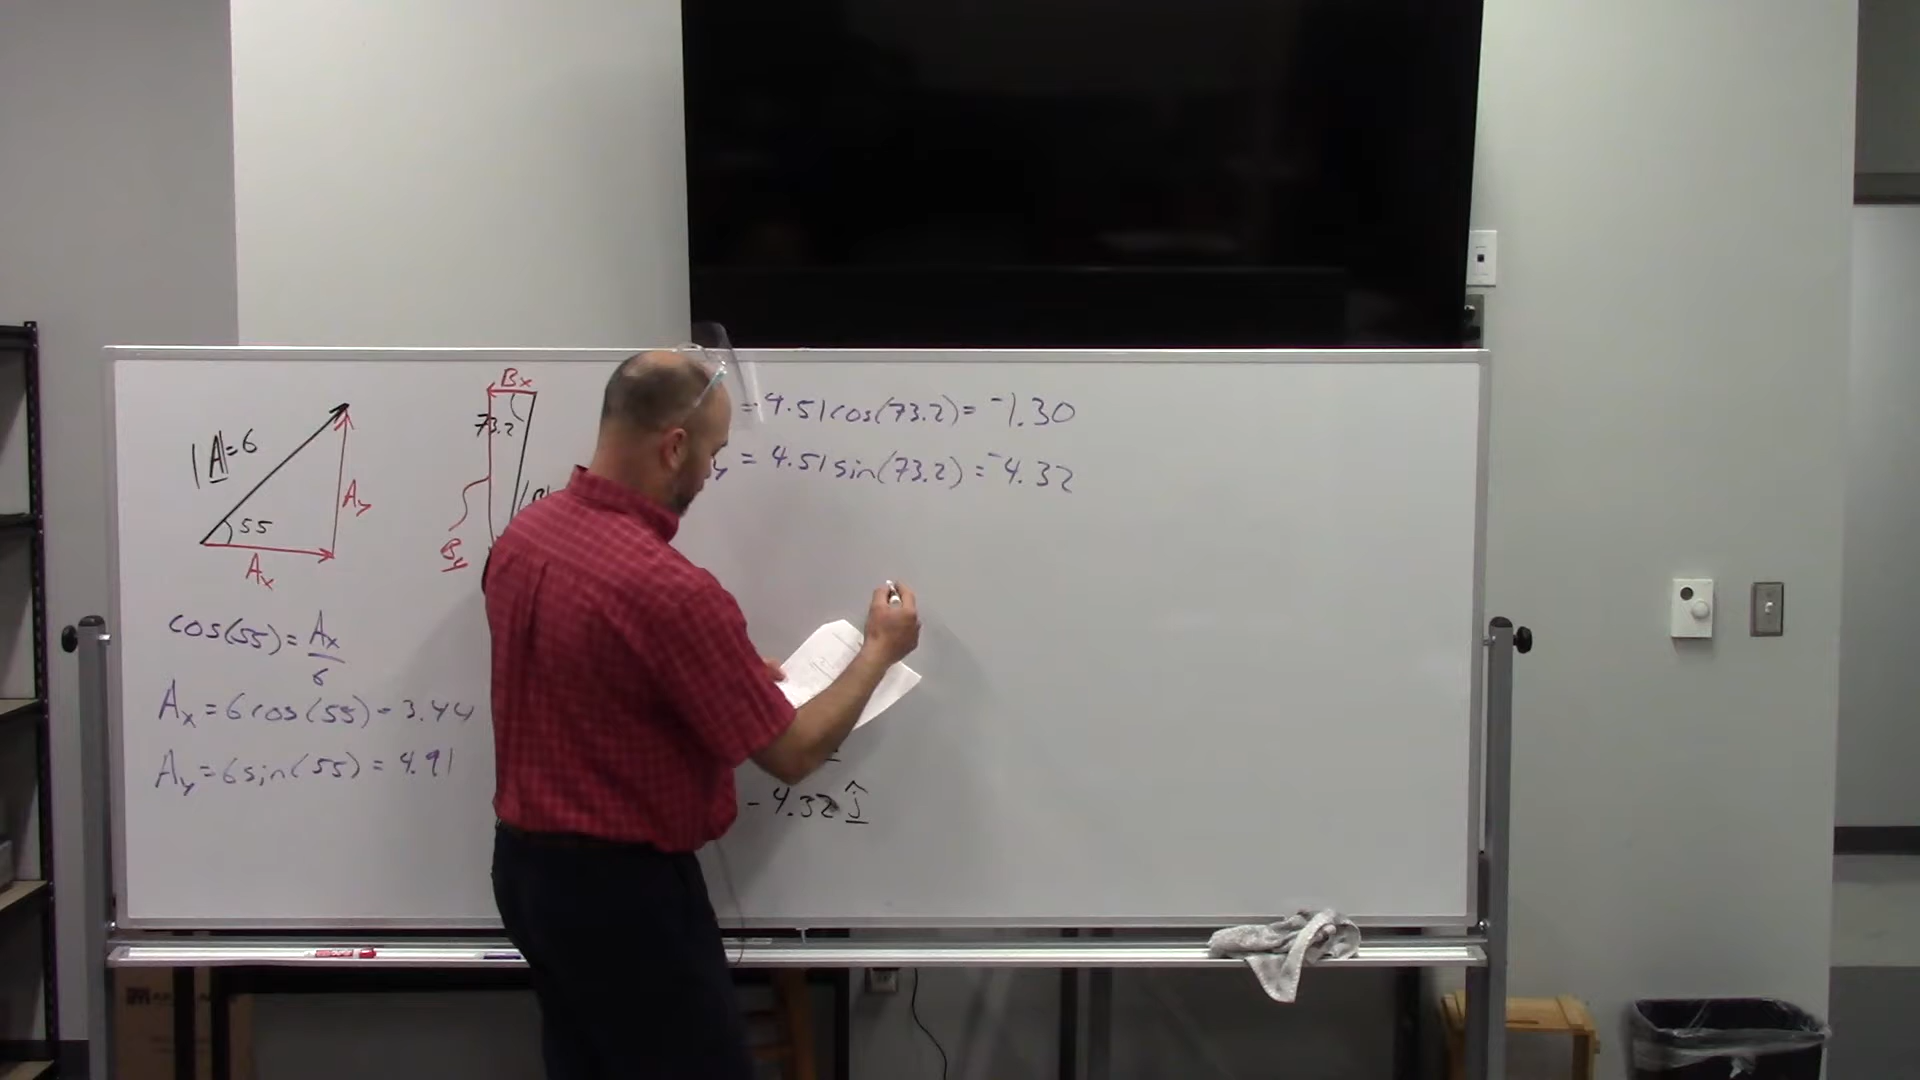 |A|=6
55
Ax
Ay
Bx
73.2
By
cos(55)= Ax
6
Ax = 6cos(55) = 3.44
Ay = 6sin(55) = 4.91
= -4.51cos(73.2)= -1.30
y = 4.51sin(73.2) = -4.32
- 4.32 ĵ